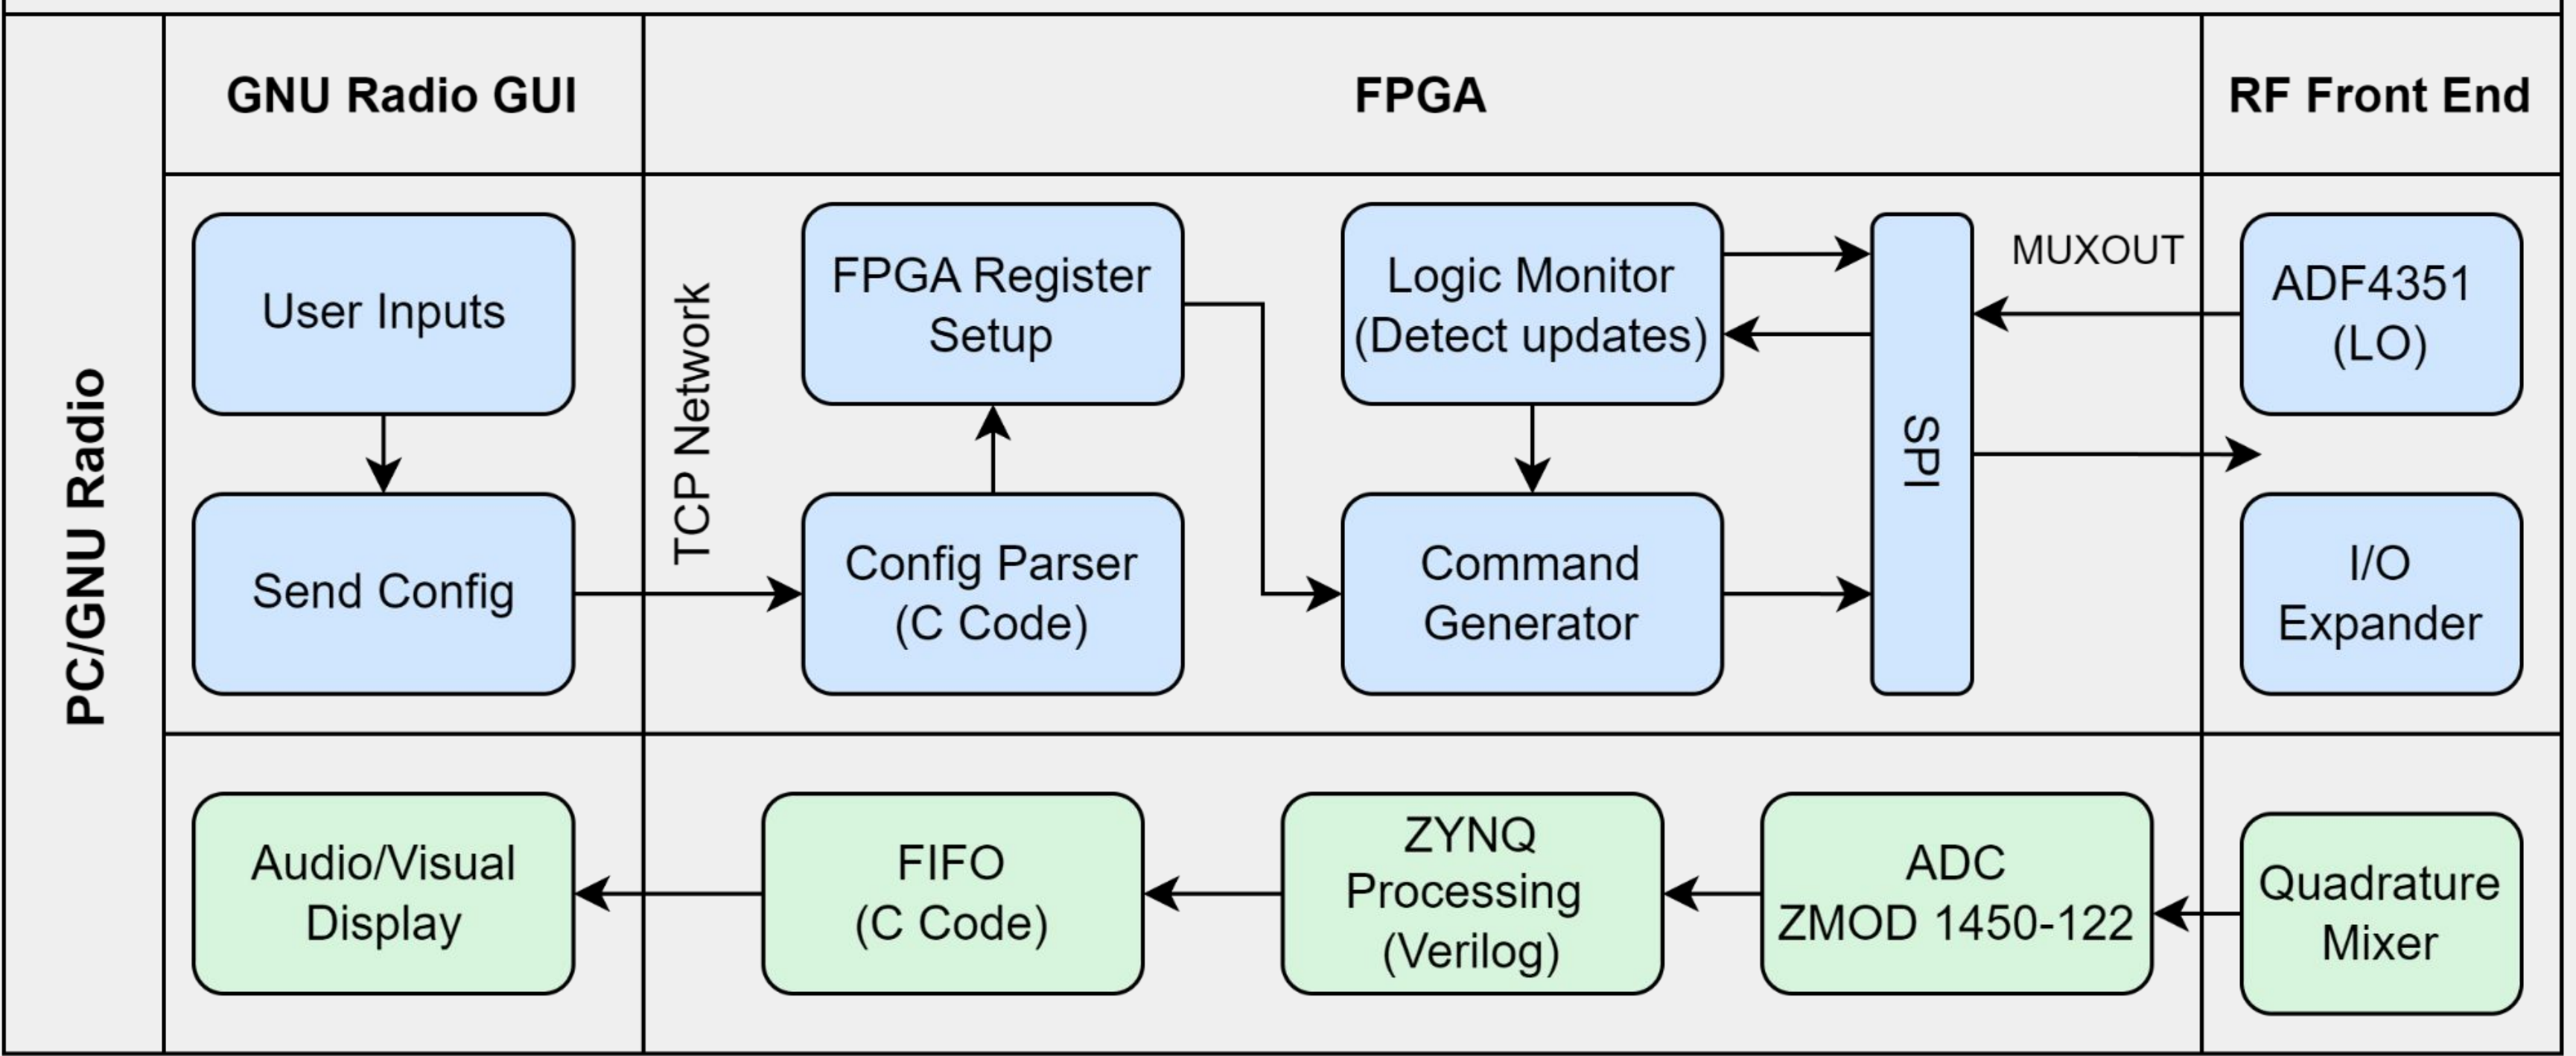 GNU Radio GUI
FPGA
RF Front End
PC/GNU Radio
User Inputs
Send Config
TCP Network
FPGA Register
Setup
Config Parser
(C Code)
Logic Monitor
(Detect updates)
Command
Generator
SPI
MUXOUT
ADF4351
(LO)
I/O
Expander
Audio/Visual
Display
FIFO
(C Code)
ZYNQ
Processing
(Verilog)
ADC
ZMOD 1450-122
Quadrature
Mixer